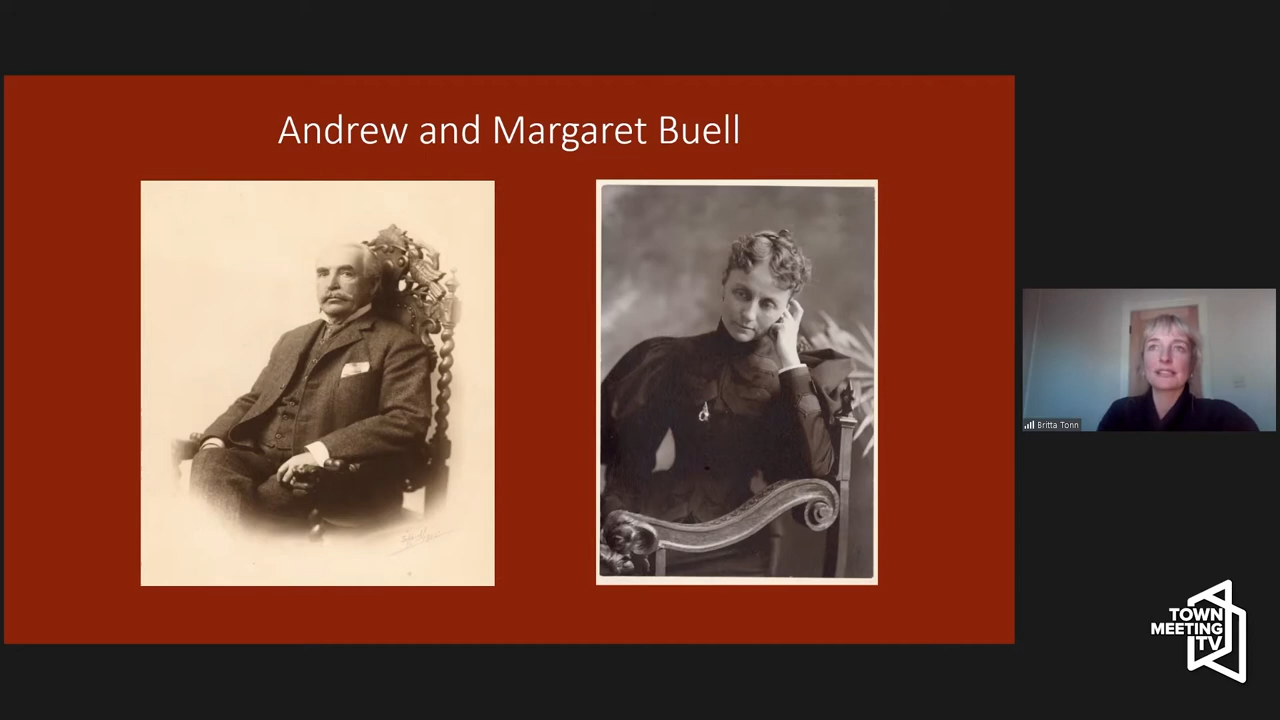 Andrew and Margaret Buell
Britta Tonn
TOWN
MEETING
TV